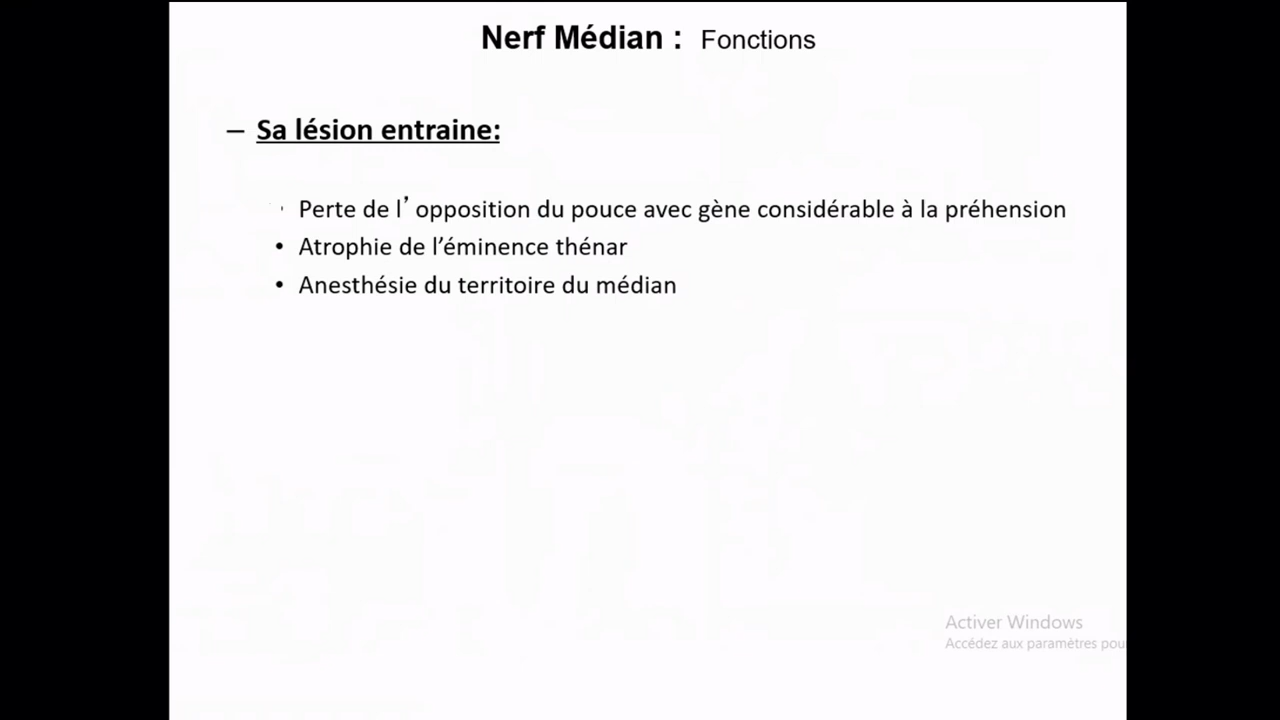 Nerf Médian : Fonctions
– Sa lésion entraine:
Perte de l’ opposition du pouce avec gène considérable à la préhension
• Atrophie de l’éminence thénar
• Anesthésie du territoire du médian
Activer Windows
Accédez aux paramètres pou